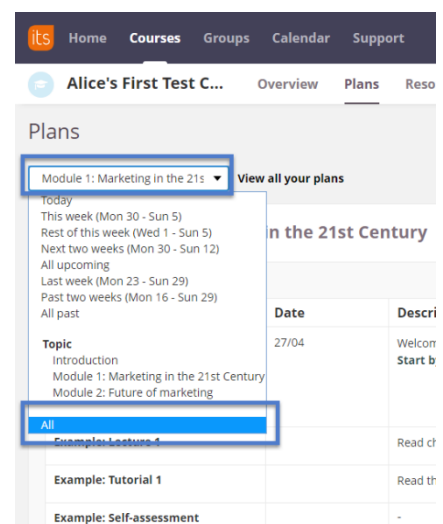 its Home Courses Groups Calendar Support
Alice's First Test C... Overview Plans Reso
Plans
Module 1: Marketing in the 21s View all your plans
Today
This week (Mon 30 - Sun 5)
Rest of this week (Wed 1 - Sun 5)
Next two weeks (Mon 30 - Sun 12)
All upcoming
Last week (Mon 23 - Sun 29)
Past two weeks (Mon 16 - Sun 29)
All past
Topic
Introduction
Module 1: Marketing in the 21st Century
Module 2: Future of marketing
All
in the 21st Century
Date Descri
27/04 Welcom
Start b
Example: Lecture 1 Read ch
Example: Tutorial 1 Read th
Example: Self-assessment -